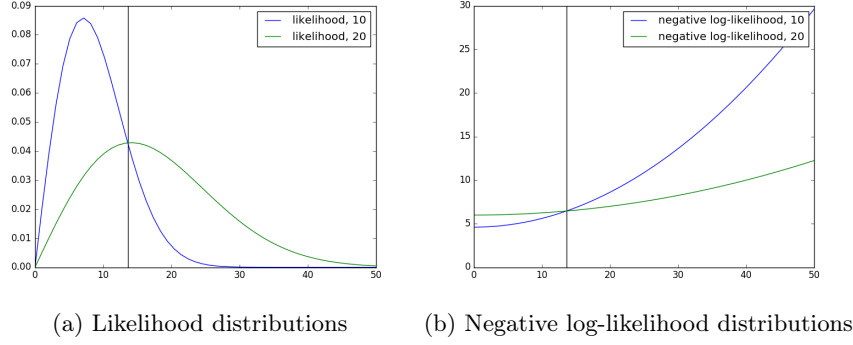 0.09
0.08
0.07
0.06
0.05
0.04
0.03
0.02
0.01
0.00
0 10 20 30 40 50
likelihood, 10
likelihood, 20
30
25
20
15
10
5
0
0 10 20 30 40 50
negative log-likelihood, 10
negative log-likelihood, 20
(a) Likelihood distributions
(b) Negative log-likelihood distributions